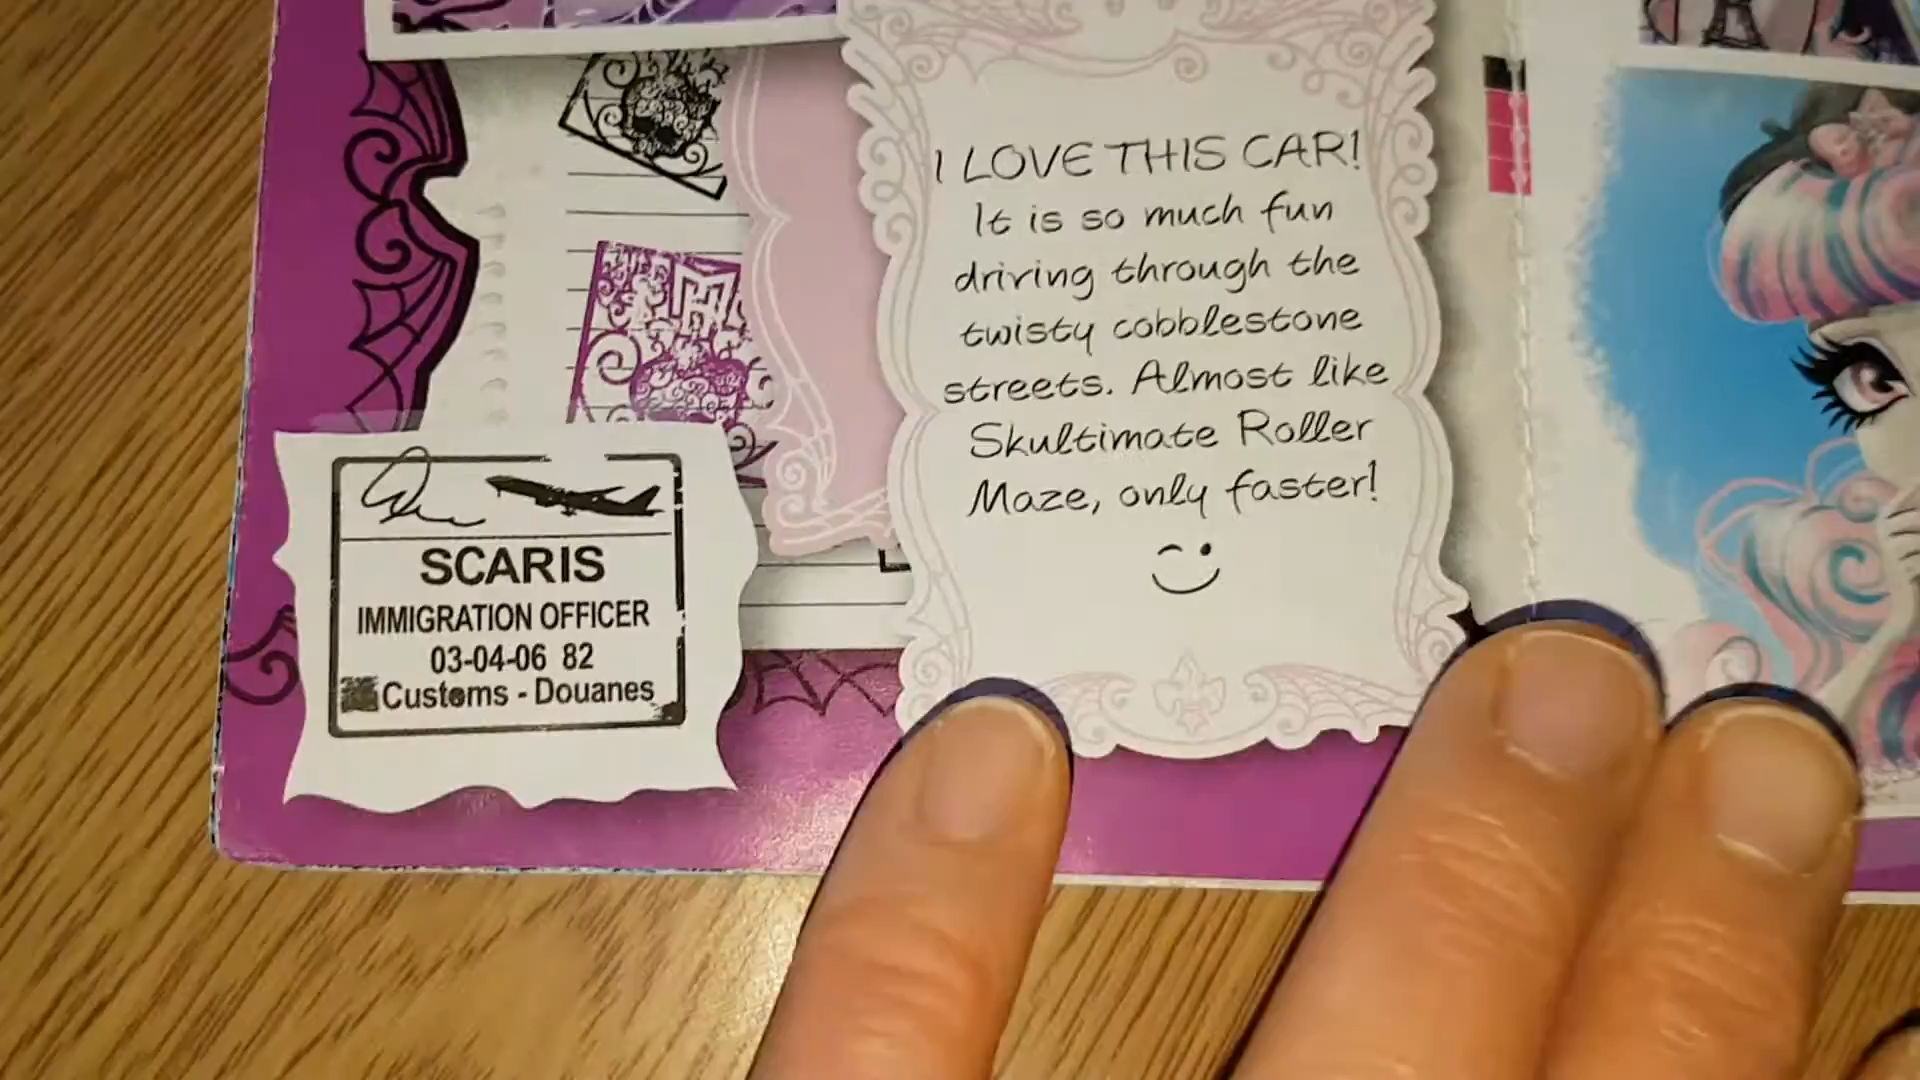 I LOVE THIS CAR!
It is so much fun
driving through the
twisty cobblestone
streets. Almost like
Skultimate Roller
Maze, only faster!
SCARIS
IMMIGRATION OFFICER
03-04-06 82
Customs - Douanes